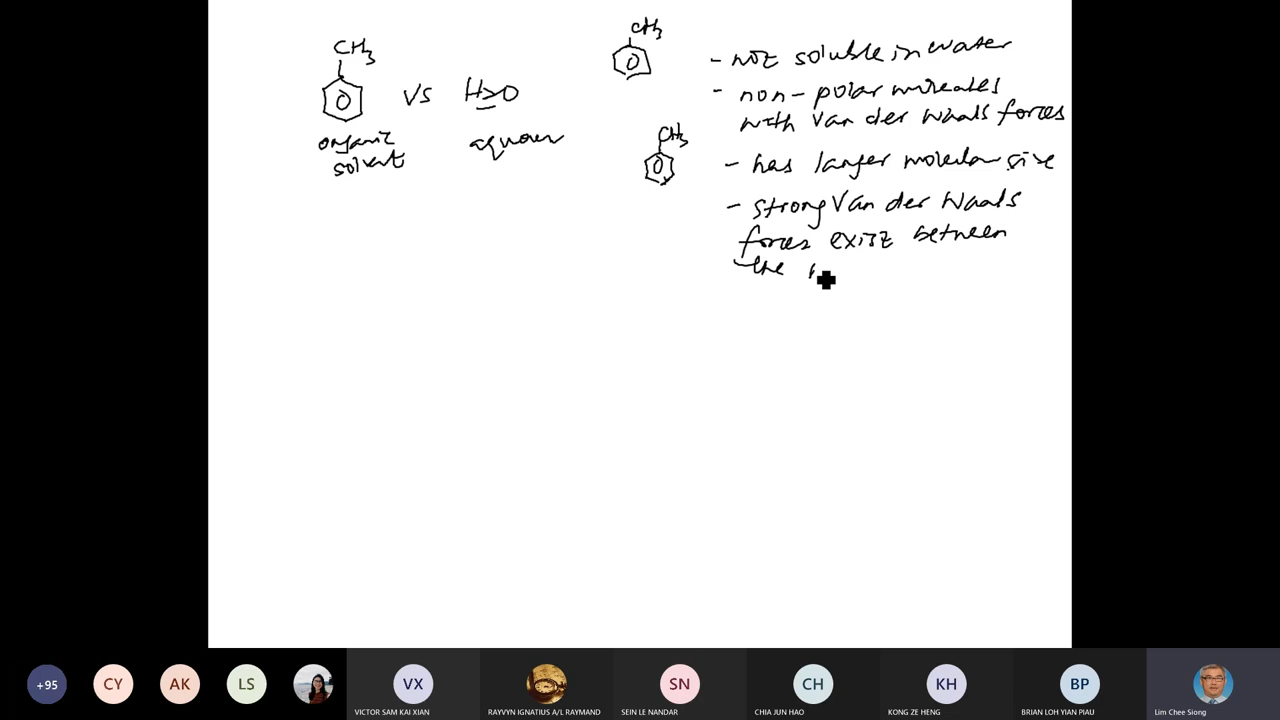 CH3
VS H2O
organic
solvent
aqueous
CH3
- not soluble in water
- non-polar molecules
with Van der Waals forces
CH3
- has larger molecular size
- strong Van der Waals
forces exist between
the
+95
CY
AK
LS
VX
VICTOR SAM KAI XIAN
RAYVYN IGNATIUS A/L RAYMAND
SN
SEIN LE NANDAR
CH
CHIA JUN HAO
KH
KONG ZE HENG
BP
BRIAN LOH YIAN PIAU
Lim Chee Siong